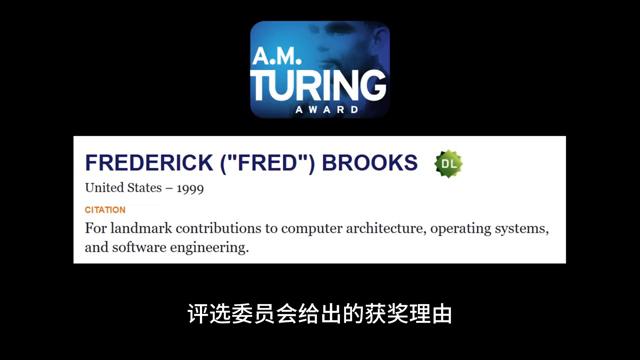 A.M.
TURING
AWARD
FREDERICK ("FRED") BROOKS
DL
United States – 1999
CITATION
For landmark contributions to computer architecture, operating systems,
and software engineering.
评选委员会给出的获奖理由